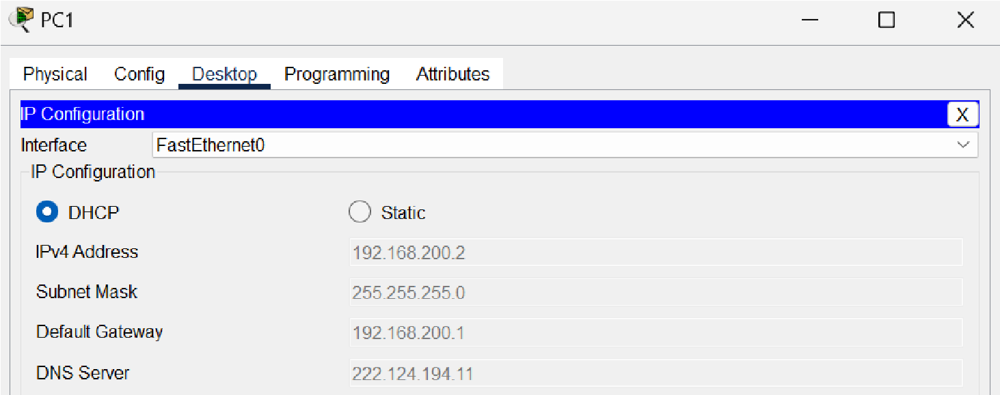 PC1
Physical Config Desktop Programming Attributes
IP Configuration X
Interface FastEthernet0
IP Configuration
DHCP Static
IPv4 Address 192.168.200.2
Subnet Mask 255.255.255.0
Default Gateway 192.168.200.1
DNS Server 222.124.194.11